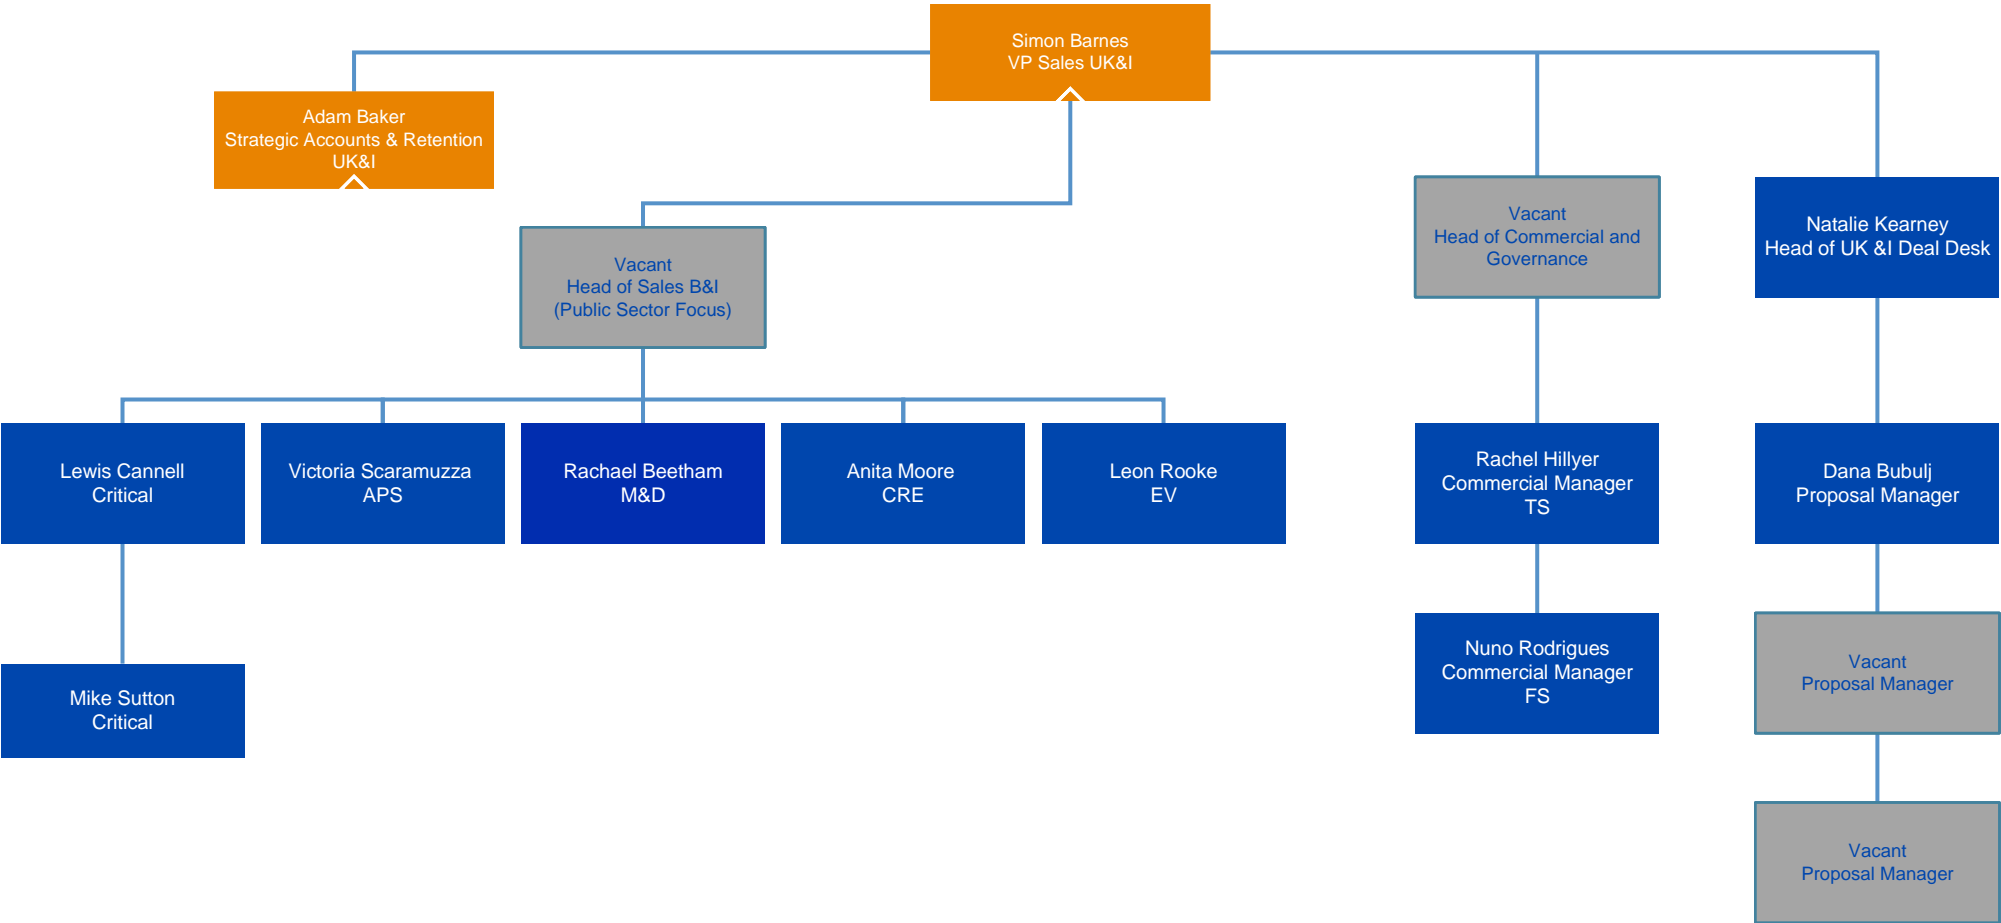 Simon Barnes
VP Sales UK&I
Adam Baker
Strategic Accounts & Retention
UK&I
Vacant
Head of Sales B&I
(Public Sector Focus)
Vacant
Head of Commercial and
Governance
Natalie Kearney
Head of UK &I Deal Desk
Lewis Cannell
Critical
Victoria Scaramuzza
APS
Rachael Beetham
M&D
Anita Moore
CRE
Leon Rooke
EV
Rachel Hillyer
Commercial Manager
TS
Dana Bubulj
Proposal Manager
Mike Sutton
Critical
Nuno Rodrigues
Commercial Manager
FS
Vacant
Proposal Manager
Vacant
Proposal Manager